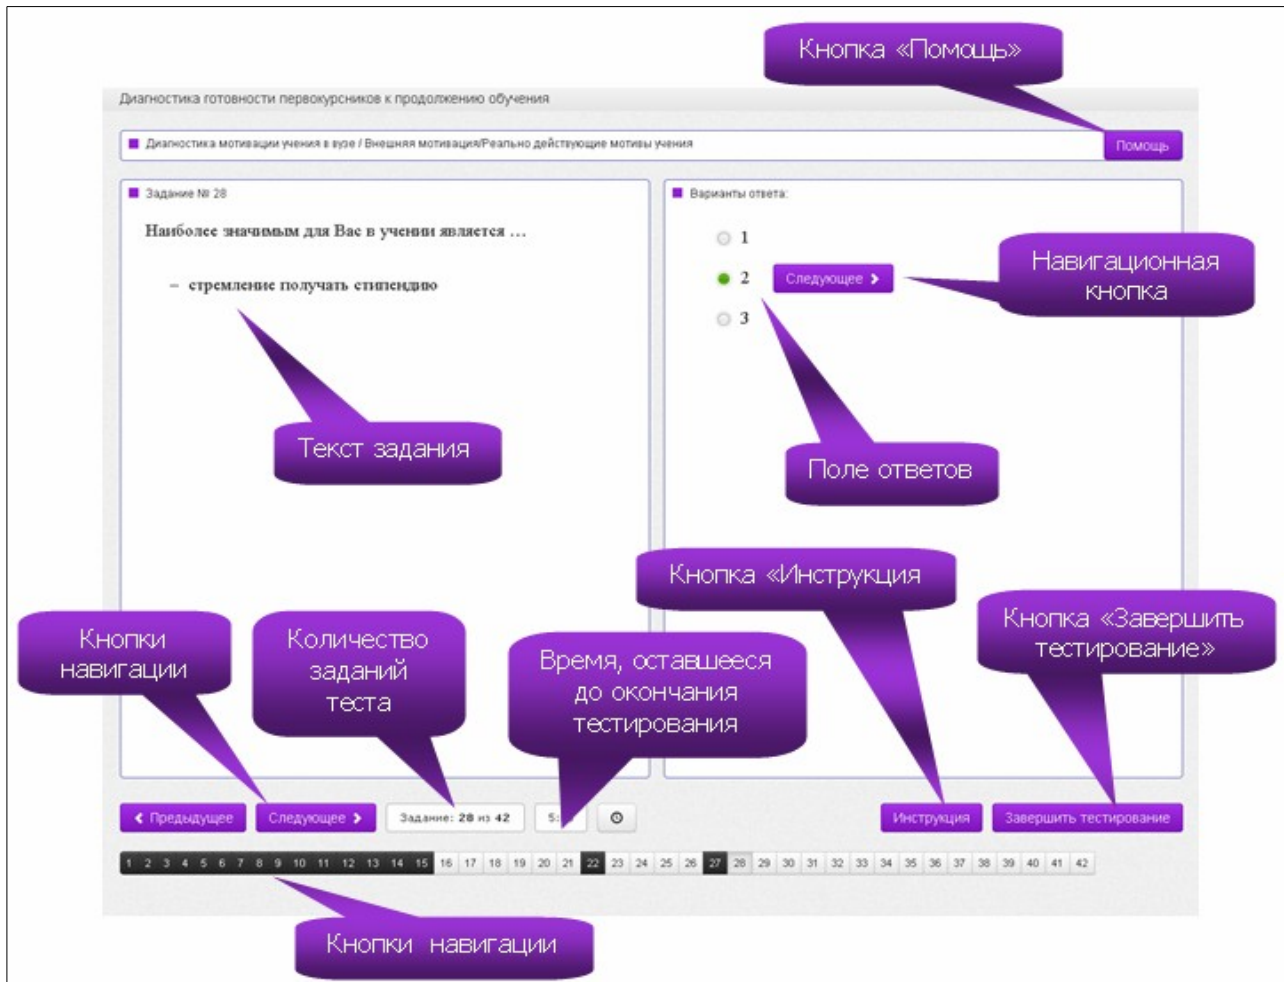 Кнопка «Помощь»
Диагностика готовности первокурсников к продолжению обучения
Диагностика мотивации учения в вузе / Внешняя мотивация/Реально действующие мотивы учения
Помощь
Задание № 28
Наиболее значимым для Вас в учении является …
– стремление получать стипендию
Варианты ответа:
1
2
Следующее
3
Навигационная
кнопка
Текст задания
Поле ответов
Кнопка «Инструкция
Кнопка «Завершить
тестирование»
Кнопки
навигации
Количество
заданий
теста
Время, оставшееся
до окончания
тестирования
Предыдущее
Следующее
Задание: 28 из 42
5:
Инструкция
Завершить тестирование
1 2 3 4 5 6 7 8 9 10 11 12 13 14 15 16 17 18 19 20 21 22 23 24 25 26 27 28 29 30 31 32 33 34 35 36 37 38 39 40 41 42
Кнопки навигации